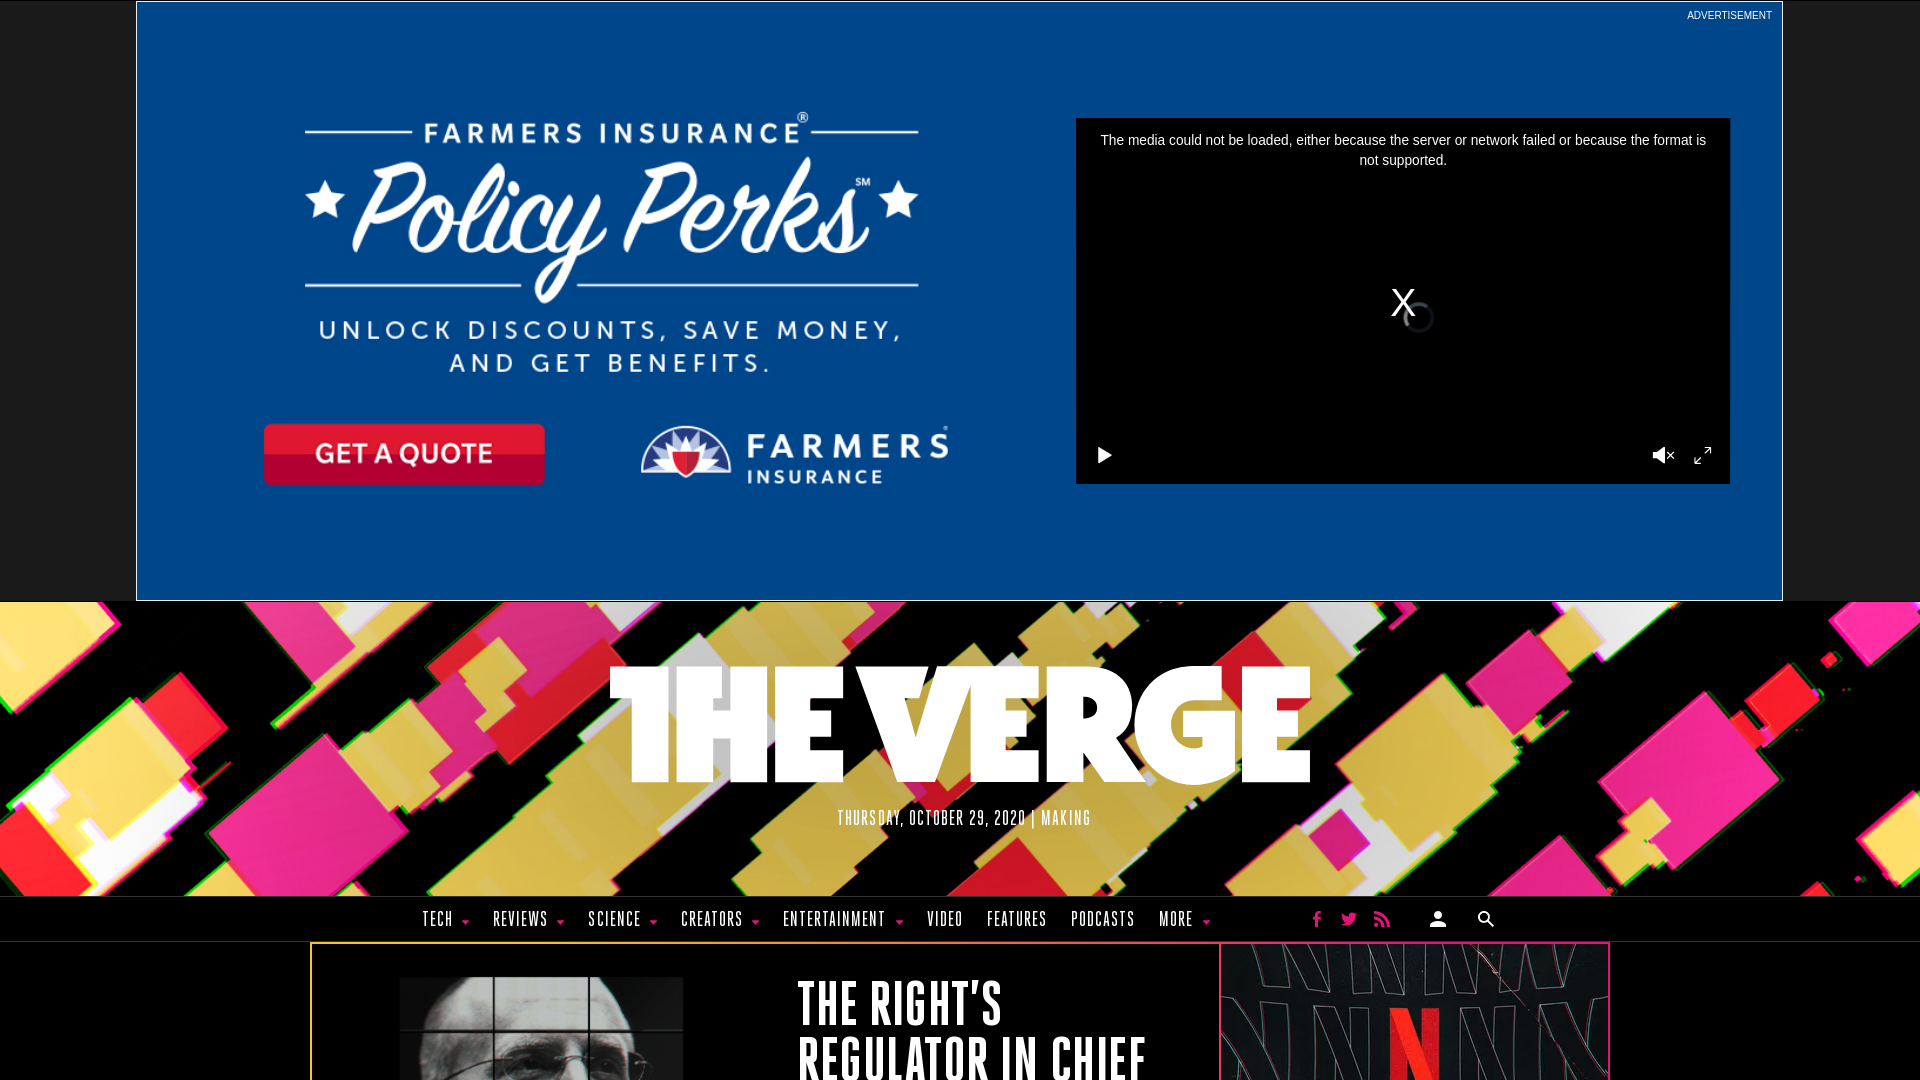 ADVERTISEMENT
FARMERS INSURANCE®
Policy Perks℠
UNLOCK DISCOUNTS, SAVE MONEY,
AND GET BENEFITS.
GET A QUOTE
FARMERS®
INSURANCE
The media could not be loaded, either because the server or network failed or because the format is
not supported.
X
THE VERGE
THURSDAY, OCTOBER 29, 2020 | MAKING
TECH REVIEWS SCIENCE CREATORS ENTERTAINMENT VIDEO FEATURES PODCASTS MORE
THE RIGHT’S
REGULATOR IN CHIEF
N